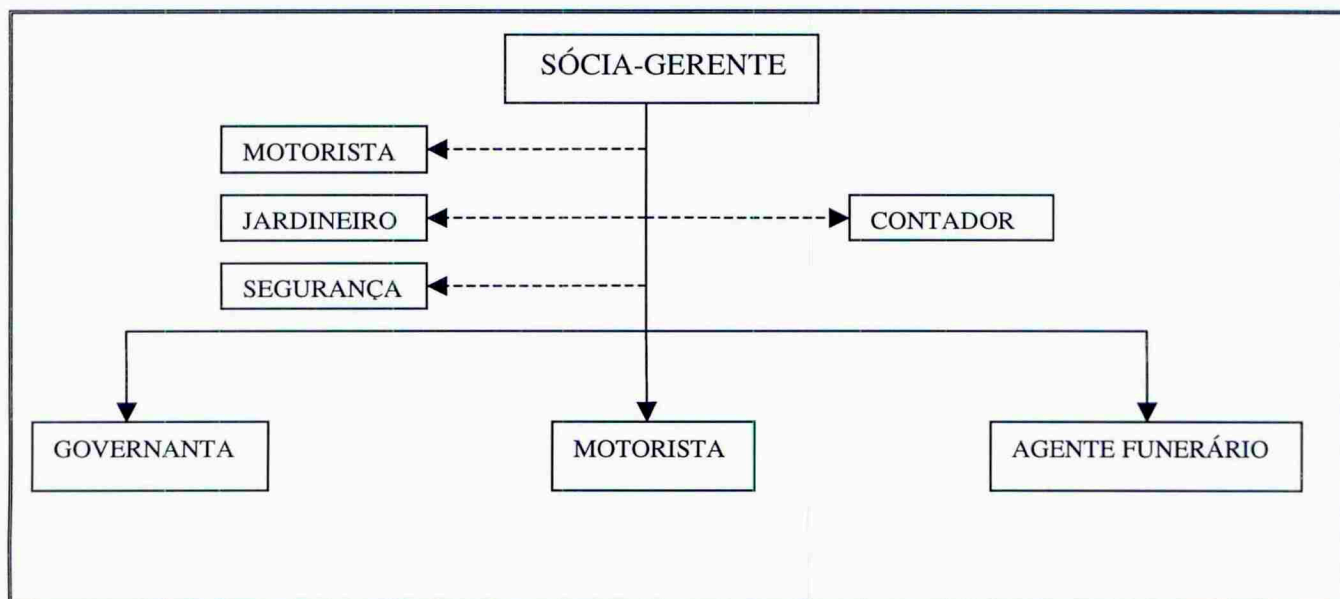 SÓCIA-GERENTE
MOTORISTA
JARDINEIRO
CONTADOR
SEGURANÇA
GOVERNANTA
MOTORISTA
AGENTE FUNERÁRIO